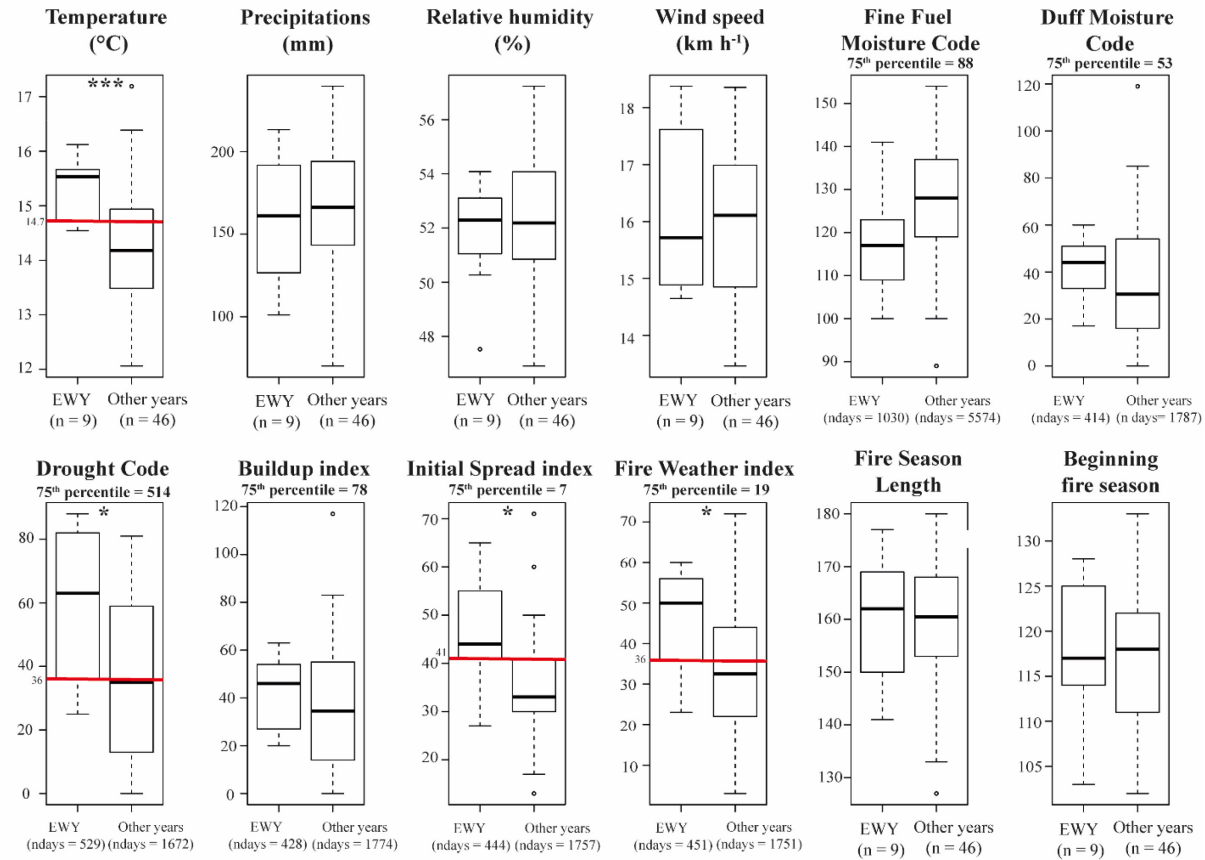 Temperature
(°C)
Precipitations
(mm)
Relative humidity
(%)
Wind speed
(km h⁻¹)
Fine Fuel
Moisture Code
75th percentile = 88
Duff Moisture
Code
75th percentile = 53
***
17
16
15
14.7
14
13
12
EWY
(n = 9)
Other years
(n = 46)
200
150
100
EWY
(n = 9)
Other years
(n = 46)
56
54
52
50
48
EWY
(n = 9)
Other years
(n = 46)
18
17
16
15
14
EWY
(n = 9)
Other years
(n = 46)
150
140
130
120
110
100
90
EWY
(ndays = 1030)
Other years
(ndays = 5574)
120
100
80
60
40
20
0
EWY
(ndays = 414)
Other years
(n days= 1787)
Drought Code
75th percentile = 514
*
80
60
40
36
20
0
EWY
(ndays = 529)
Other years
(ndays = 1672)
Buildup index
75th percentile = 78
120
100
80
60
40
20
0
EWY
(ndays = 428)
Other years
(ndays = 1774)
Initial Spread index
75th percentile = 7
*
70
60
50
41
40
30
20
EWY
(ndays = 444)
Other years
(ndays = 1757)
Fire Weather index
75th percentile = 19
*
70
60
50
40
36
30
20
10
EWY
(ndays = 451)
Other years
(ndays = 1751)
Fire Season
Length
180
170
160
150
140
130
EWY
(n = 9)
Other years
(n = 46)
Beginning
fire season
130
125
120
115
110
105
EWY
(n = 9)
Other years
(n = 46)